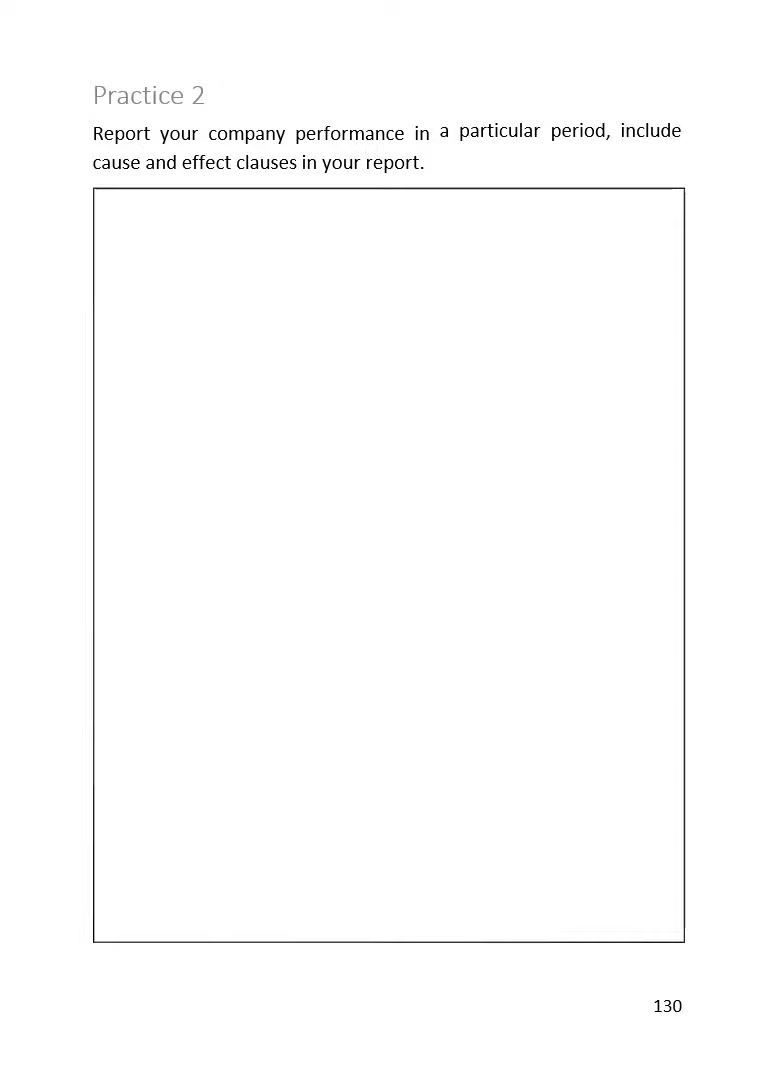 Practice 2
Report your company performance in a particular period, include
cause and effect clauses in your report.
130